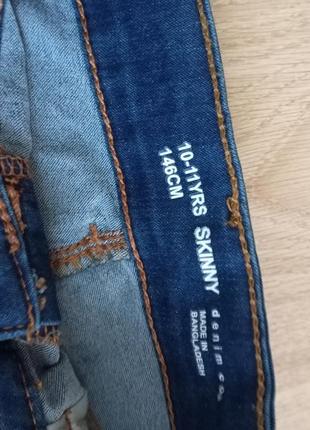 10-11YRS SKINNY
146CM
denim co.
MADE IN
BANGLADESH